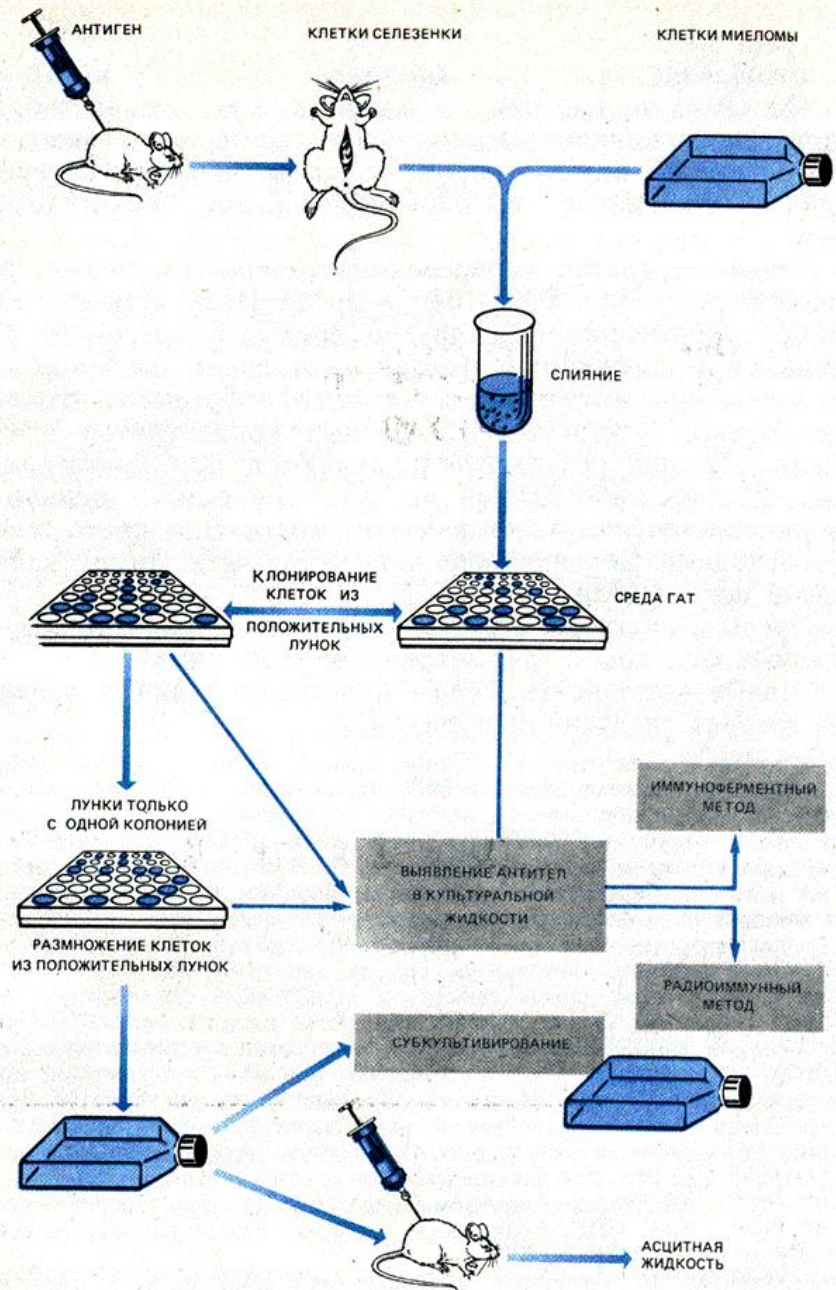 АНТИГЕН
КЛЕТКИ СЕЛЕЗЕНКИ
КЛЕТКИ МИЕЛОМЫ
СЛИЯНИЕ
КЛОНИРОВАНИЕ
КЛЕТОК ИЗ
ПОЛОЖИТЕЛЬНЫХ
ЛУНОК
СРЕДА ГАТ
ЛУНКИ ТОЛЬКО
С ОДНОЙ КОЛОНИЕЙ
ИММУНОФЕРМЕНТНЫЙ
МЕТОД
ВЫЯВЛЕНИЕ АНТИТЕЛ
В КУЛЬТУРАЛЬНОЙ
ЖИДКОСТИ
РАЗМНОЖЕНИЕ КЛЕТОК
ИЗ ПОЛОЖИТЕЛЬНЫХ ЛУНОК
РАДИОИММУННЫЙ
МЕТОД
СУБКУЛЬТИВИРОВАНИЕ
АСЦИТНАЯ
ЖИДКОСТЬ